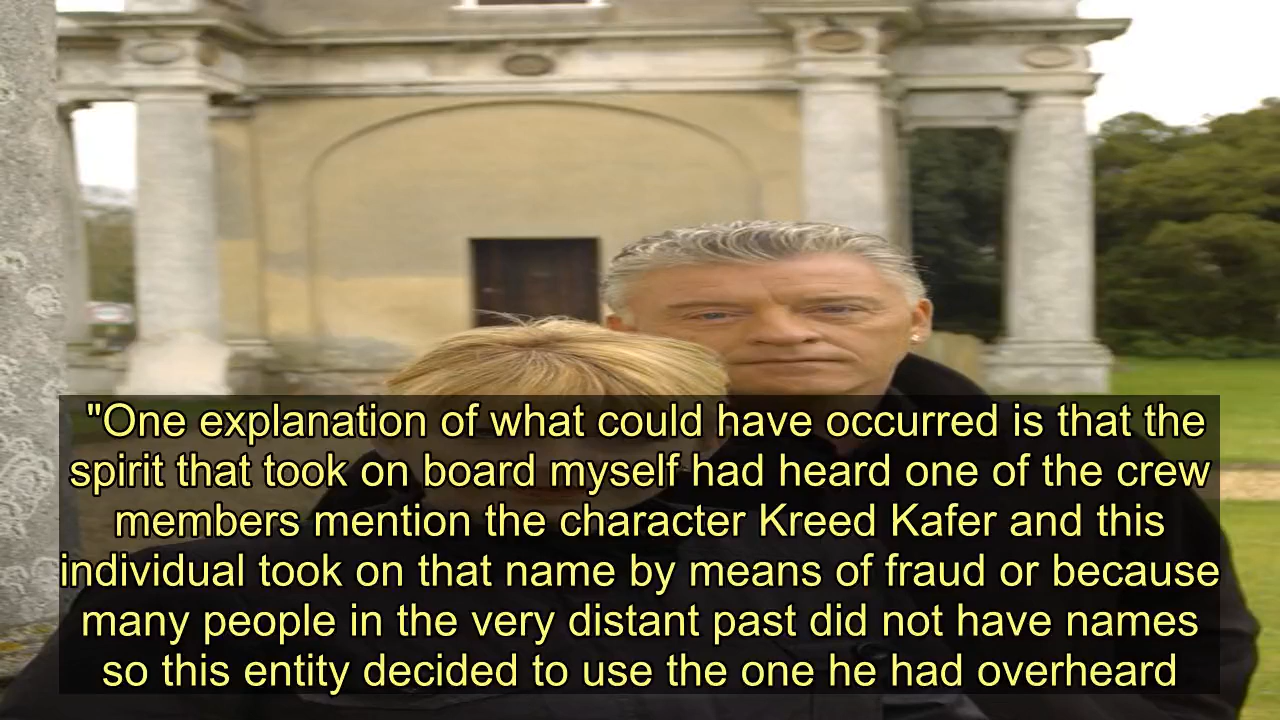 "One explanation of what could have occurred is that the
spirit that took on board myself had heard one of the crew
members mention the character Kreed Kafer and this
individual took on that name by means of fraud or because
many people in the very distant past did not have names
so this entity decided to use the one he had overheard